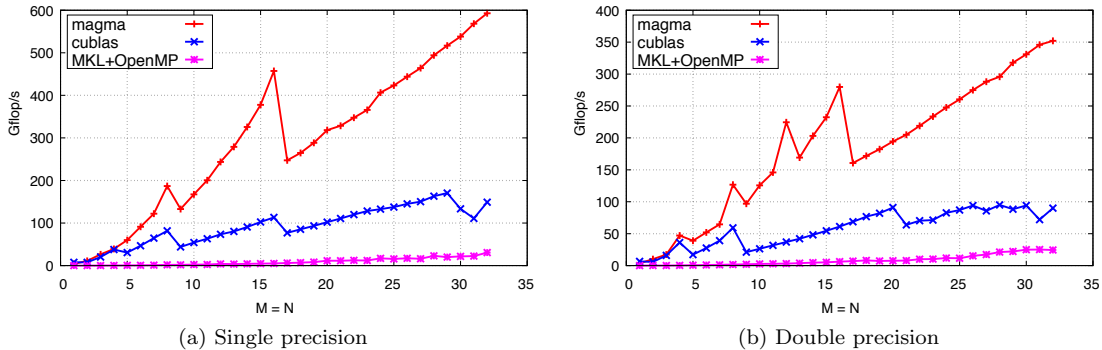 600
500
400
300
200
100
0
Gflop/s
magma
cublas
MKL+OpenMP
0 5 10 15 20 25 30 35
M = N
(a) Single precision
400
350
300
250
200
150
100
50
0
Gflop/s
magma
cublas
MKL+OpenMP
0 5 10 15 20 25 30 35
M = N
(b) Double precision